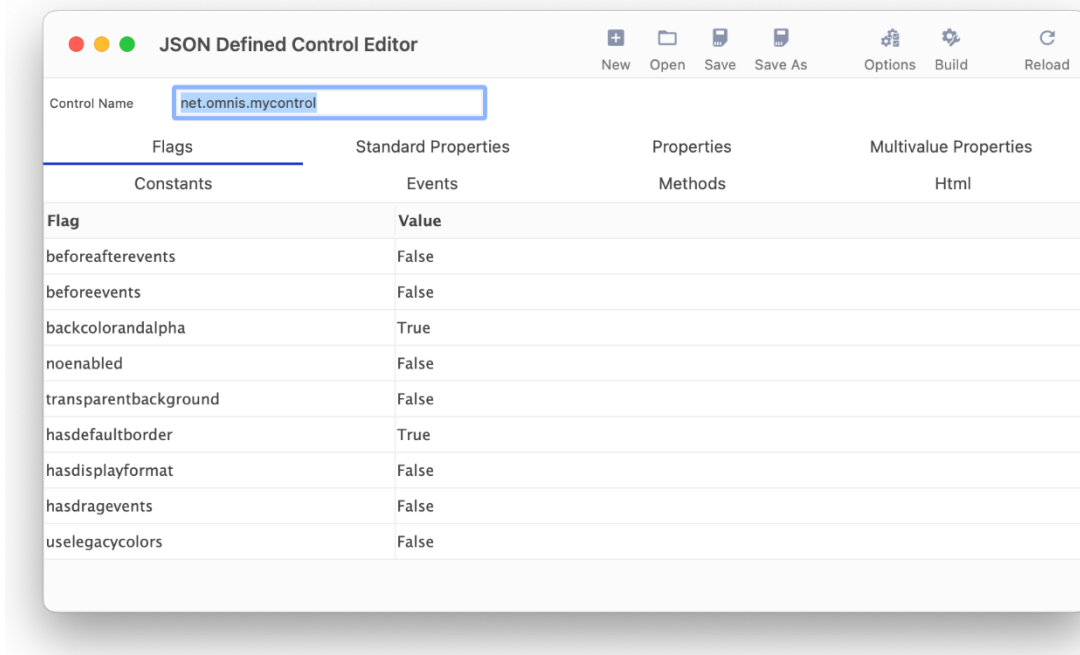 JSON Defined Control Editor
New Open Save Save As Options Build Reload
Control Name net.omnis.mycontrol
Flags Standard Properties Properties Multivalue Properties
Constants Events Methods Html
Flag Value
beforeafterevents False
beforeevents False
backcolorandalpha True
noenabled False
transparentbackground False
hasdefaultborder True
hasdisplayformat False
hasdragevents False
uselegacycolors False